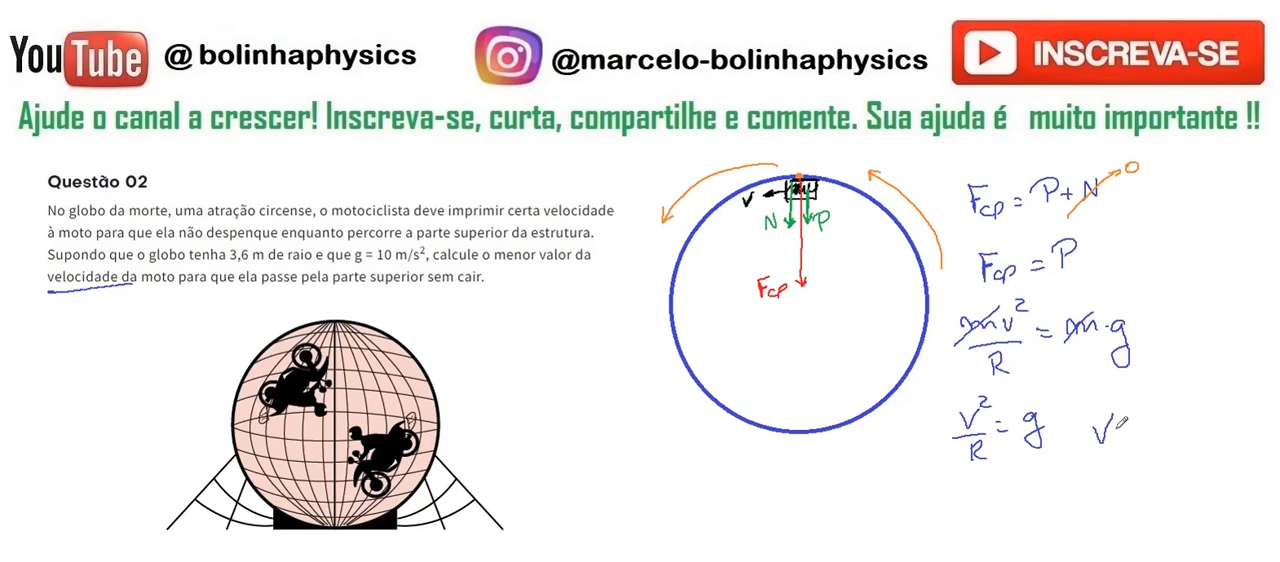 YouTube @bolinhaphysics @marcelo-bolinhaphysics INSCREVA-SE
Ajude o canal a crescer! Inscreva-se, curta, compartilhe e comente. Sua ajuda é muito importante !!
Questão 02
No globo da morte, uma atração circense, o motociclista deve imprimir certa velocidade
à moto para que ela não despenque enquanto percorre a parte superior da estrutura.
Supondo que o globo tenha 3,6 m de raio e que g = 10 m/s², calcule o menor valor da
velocidade da moto para que ela passe pela parte superior sem cair.
V
N P
Fcp
Fcp = P + N 0
Fcp = P
mv²/R = m·g
v²/R = g V